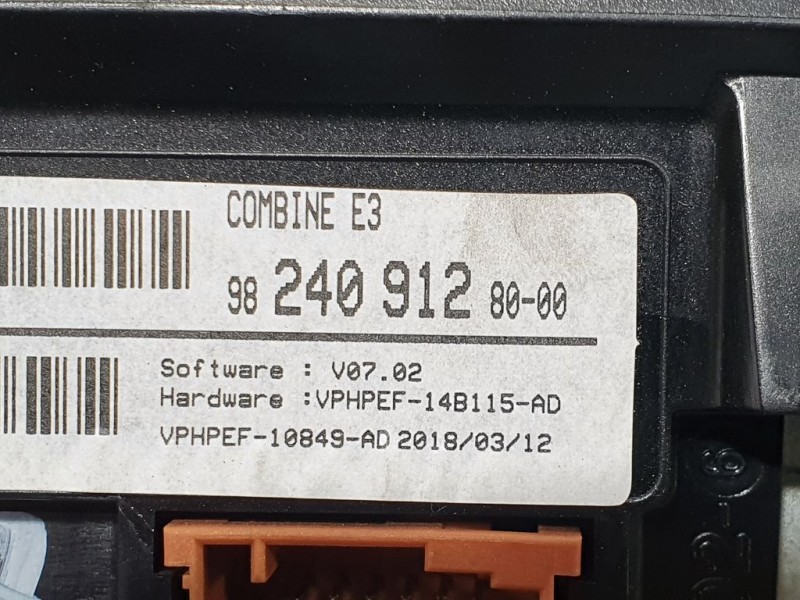 COMBINE E3
98 240 912 80-00
Software : V07.02
Hardware :VPHPEF-14B115-AD
VPHPEF-10849-AD 2018/03/12